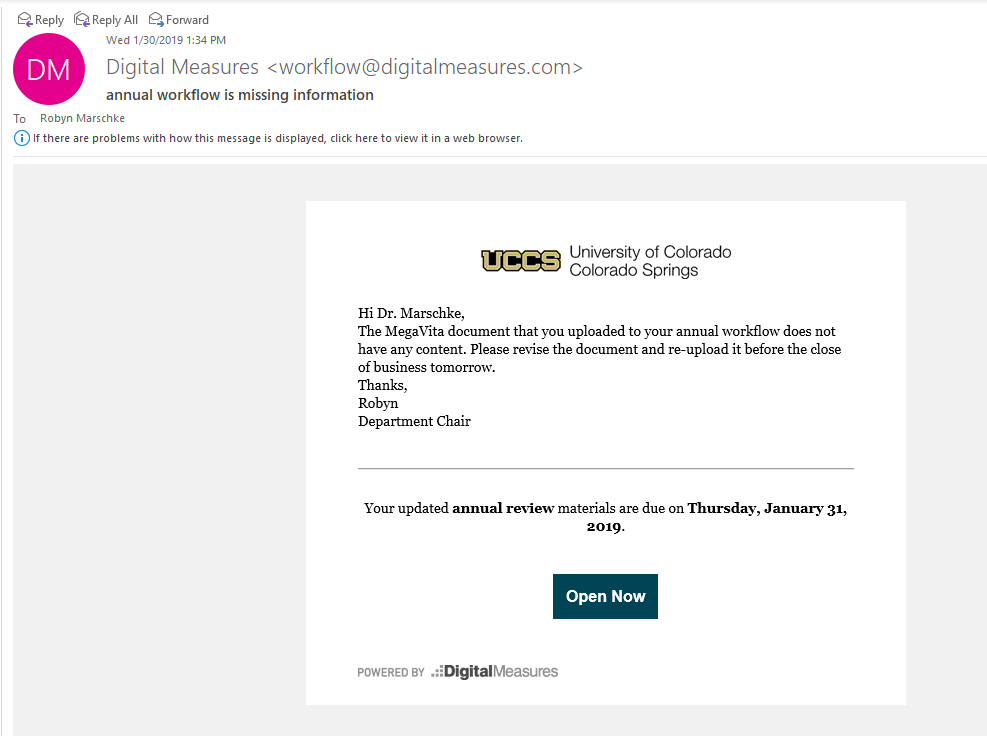 Reply Reply All Forward
Wed 1/30/2019 1:34 PM
DM
Digital Measures <workflow@digitalmeasures.com>
annual workflow is missing information
To Robyn Marschke
If there are problems with how this message is displayed, click here to view it in a web browser.
UCCS University of Colorado
Colorado Springs
Hi Dr. Marschke,
The MegaVita document that you uploaded to your annual workflow does not
have any content. Please revise the document and re-upload it before the close
of business tomorrow.
Thanks,
Robyn
Department Chair
Your updated annual review materials are due on Thursday, January 31,
2019.
Open Now
POWERED BY DigitalMeasures